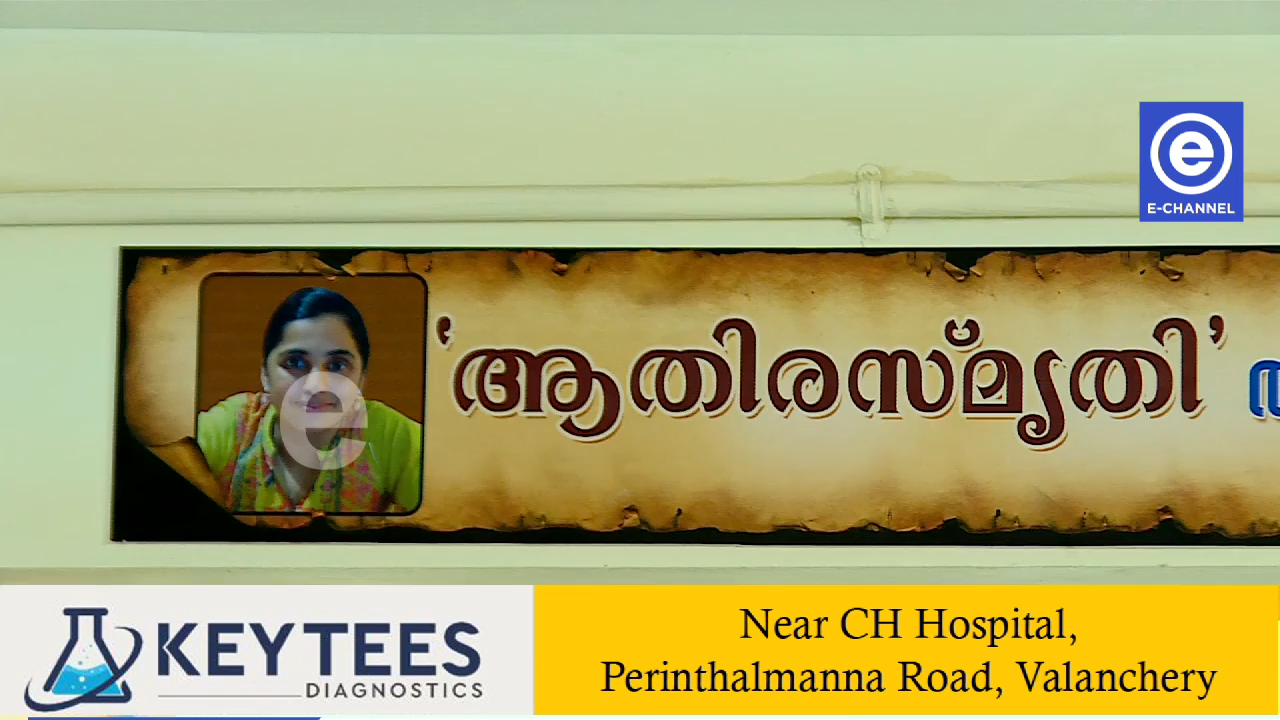 e
E-CHANNEL
'ആതിരസ്മൃതി'
e
KEYTEES
DIAGNOSTICS
Near CH Hospital,
Perinthalmanna Road, Valanchery